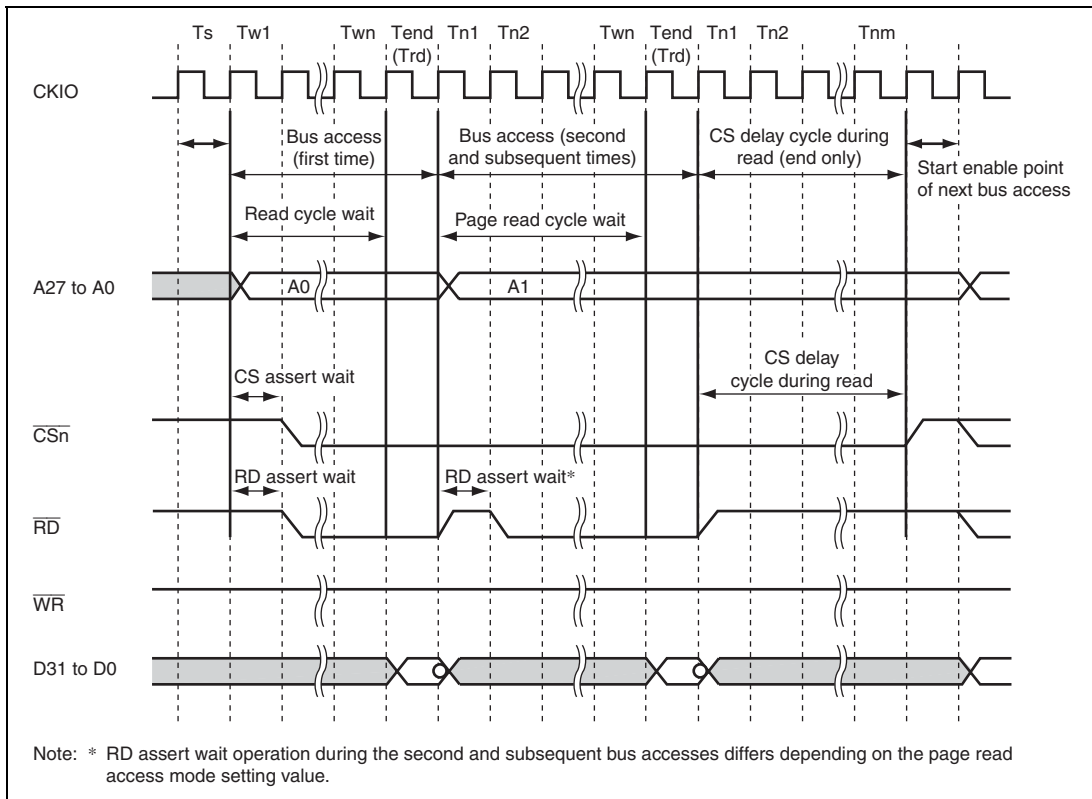 Ts Tw1 Twn Tend Tn1 Tn2 Twn Tend Tn1 Tn2 Tnm
(Trd) (Trd)
CKIO
Bus access
(first time)
Bus access (second
and subsequent times)
CS delay cycle during
read (end only)
Start enable point
of next bus access
Read cycle wait
Page read cycle wait
A27 to A0
A0
A1
CS assert wait
CS delay
cycle during read
CSn
RD assert wait
RD assert wait*
RD
WR
D31 to D0
Note: * RD assert wait operation during the second and subsequent bus accesses differs depending on the page read
access mode setting value.